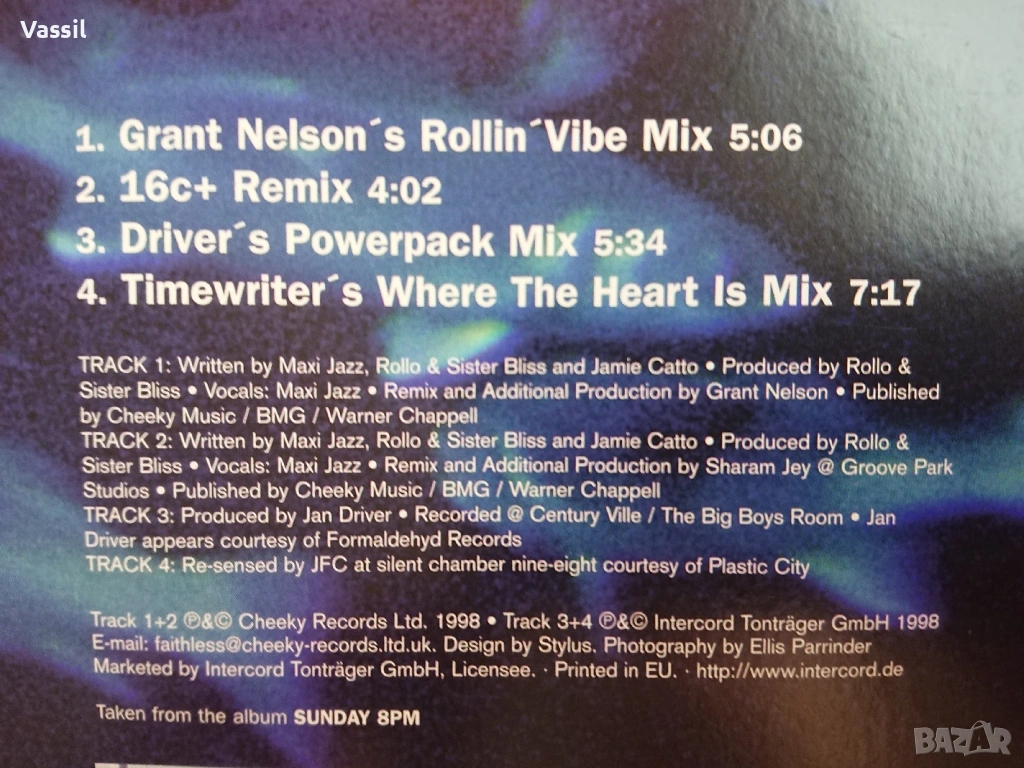 Vassil
1. Grant Nelson´s Rollin´Vibe Mix 5:06
2. 16c+ Remix 4:02
3. Driver´s Powerpack Mix 5:34
4. Timewriter´s Where The Heart Is Mix 7:17
TRACK 1: Written by Maxi Jazz, Rollo & Sister Bliss and Jamie Catto • Produced by Rollo &
Sister Bliss • Vocals: Maxi Jazz • Remix and Additional Production by Grant Nelson • Published
by Cheeky Music / BMG / Warner Chappell
TRACK 2: Written by Maxi Jazz, Rollo & Sister Bliss and Jamie Catto • Produced by Rollo &
Sister Bliss • Vocals: Maxi Jazz • Remix and Additional Production by Sharam Jey @ Groove Park
Studios • Published by Cheeky Music / BMG / Warner Chappell
TRACK 3: Produced by Jan Driver • Recorded @ Century Ville / The Big Boys Room • Jan
Driver appears courtesy of Formaldehyd Records
TRACK 4: Re-sensed by JFC at silent chamber nine-eight courtesy of Plastic City
Track 1+2 ℗&© Cheeky Records Ltd. 1998 • Track 3+4 ℗&© Intercord Tonträger GmbH 1998
E-mail: faithless@cheeky-records.ltd.uk. Design by Stylus. Photography by Ellis Parrinder
Marketed by Intercord Tonträger GmbH, Licensee. · Printed in EU. · http://www.intercord.de
Taken from the album SUNDAY 8PM
BAZAR